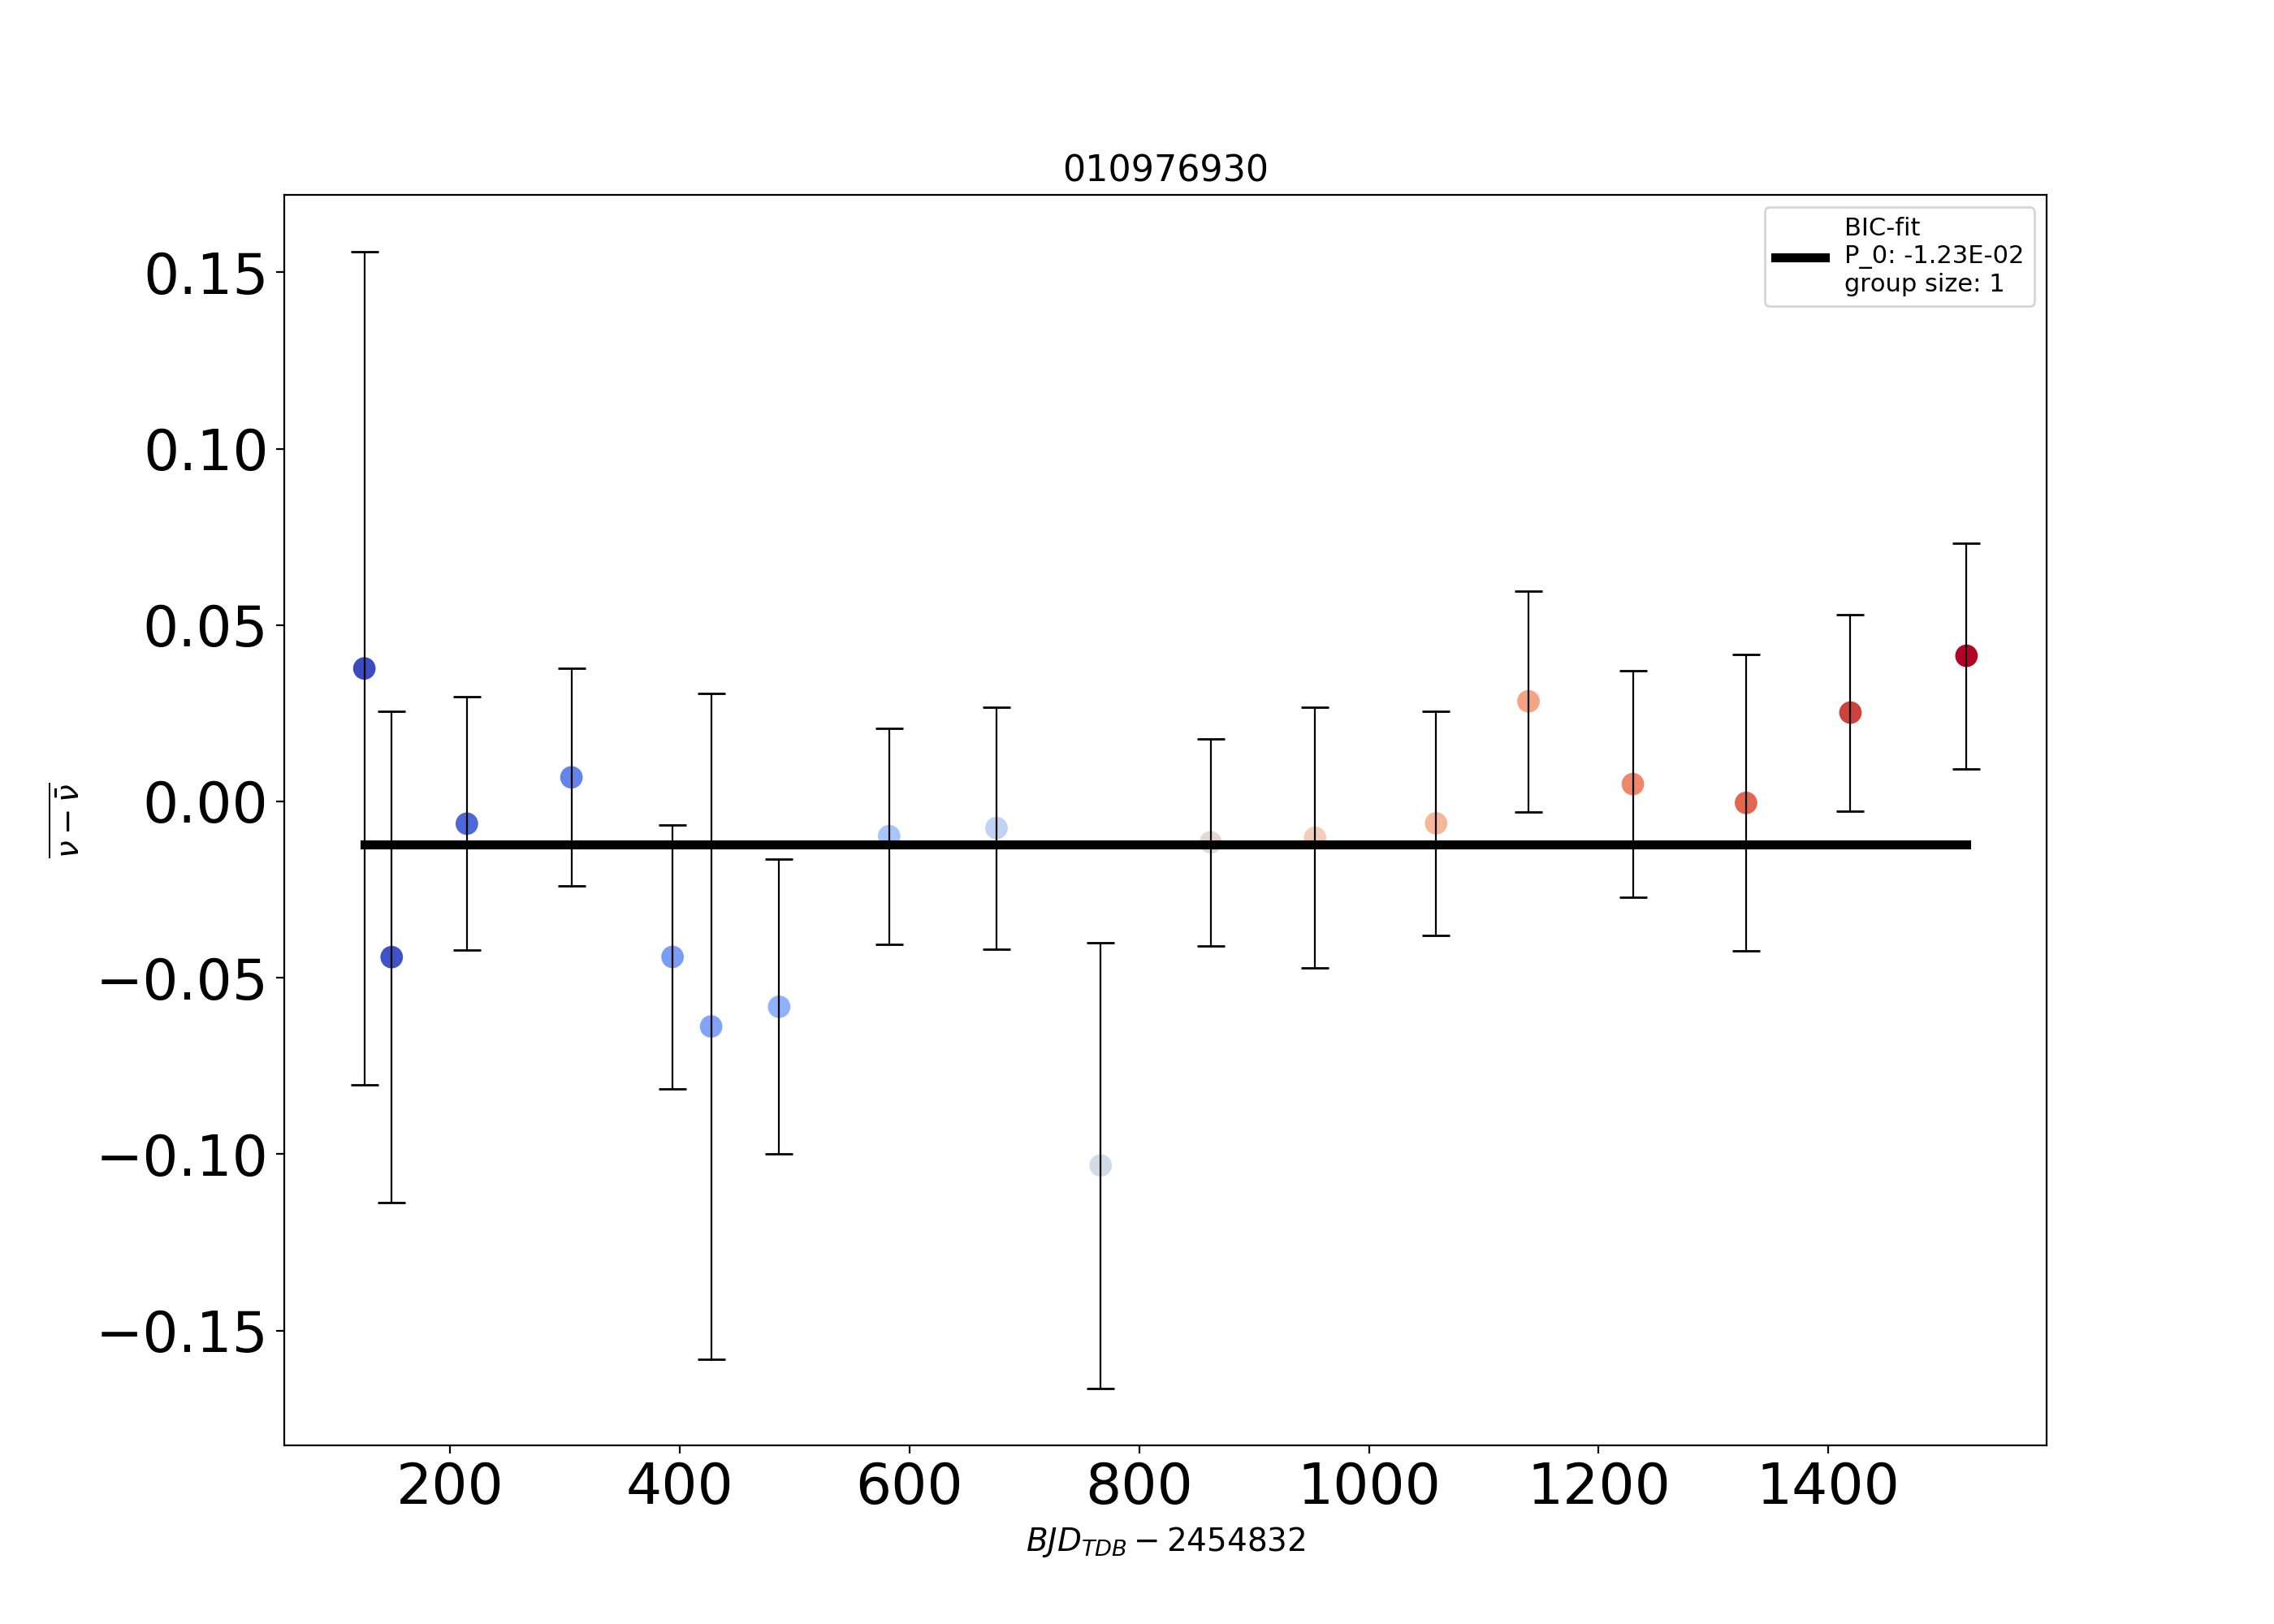 010976930
BIC-fit
P_0: -1.23E-02
group size: 1
0.15
0.10
0.05
0.00
−0.05
−0.10
−0.15
ν − ν̄
200 400 600 800 1000 1200 1400
BJD_TDB − 2454832